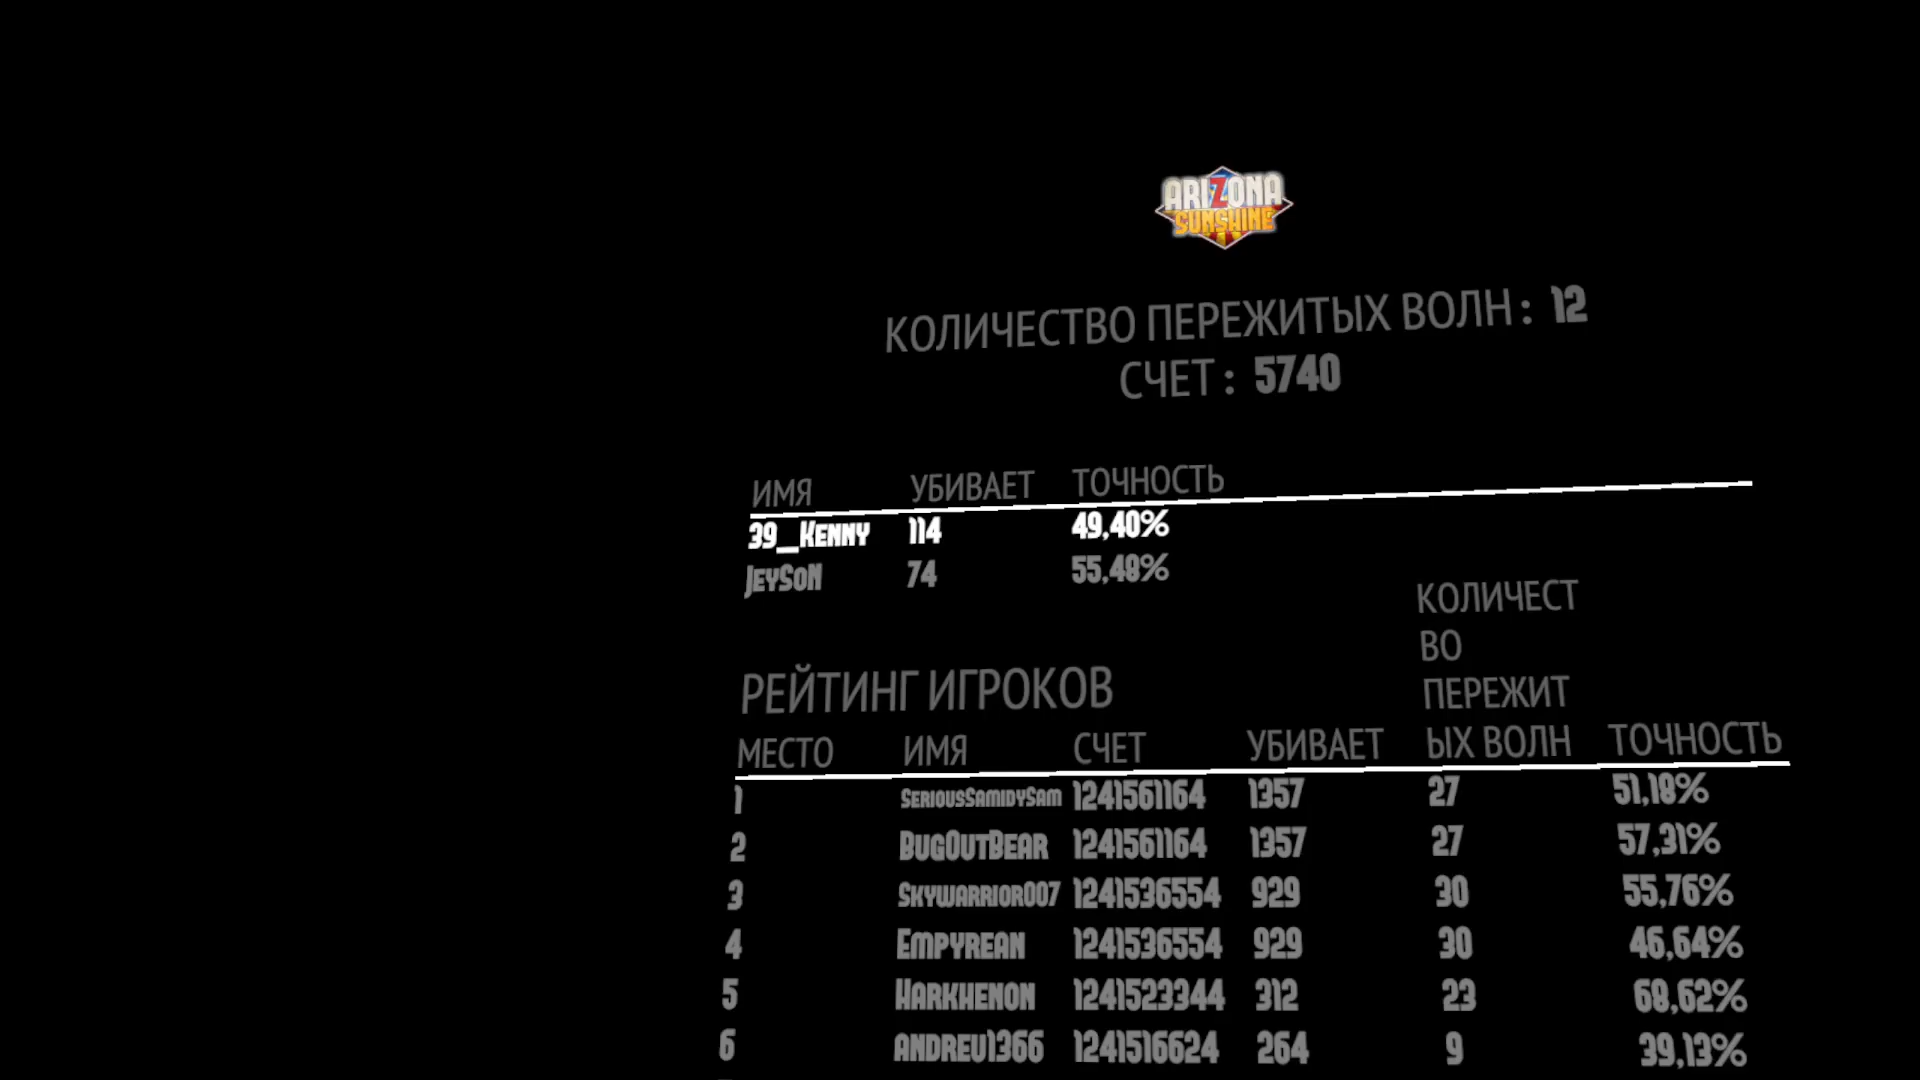 ARIZONA
SUNSHINE
КОЛИЧЕСТВО ПЕРЕЖИТЫХ ВОЛН : 12
СЧЕТ : 5740
ИМЯ УБИВАЕТ ТОЧНОСТЬ
39_Kenny 114 49,40%
JeySoN 74 55,48%
РЕЙТИНГ ИГРОКОВ
МЕСТО ИМЯ СЧЕТ УБИВАЕТ КОЛИЧЕСТ
ВО
ПЕРЕЖИТ
ЫХ ВОЛН ТОЧНОСТЬ
1 SeriousSamidySam 1241561164 1357 27 51,18%
2 BugOutBear 1241561164 1357 27 57,31%
3 Skywarrior007 1241536554 929 30 55,76%
4 Empyrean 1241536554 929 30 46,64%
5 Harkhenon 1241523344 312 23 68,62%
6 andreu1366 1241516624 264 9 39,13%